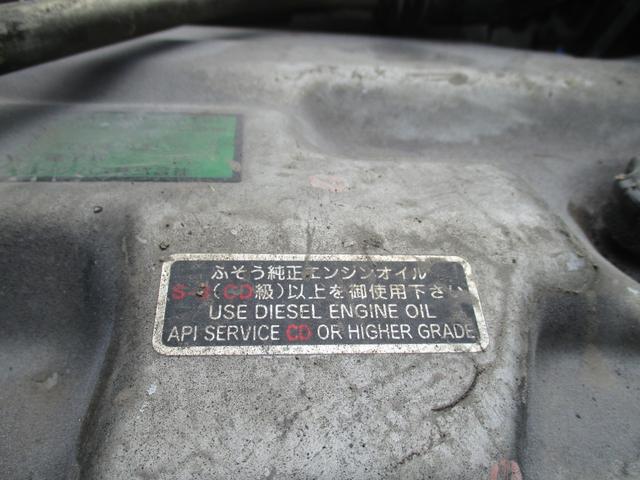 ふそう純正エンジンオイル
S-3(CD級)以上を御使用下さい
USE DIESEL ENGINE OIL
API SERVICE CD OR HIGHER GRADE